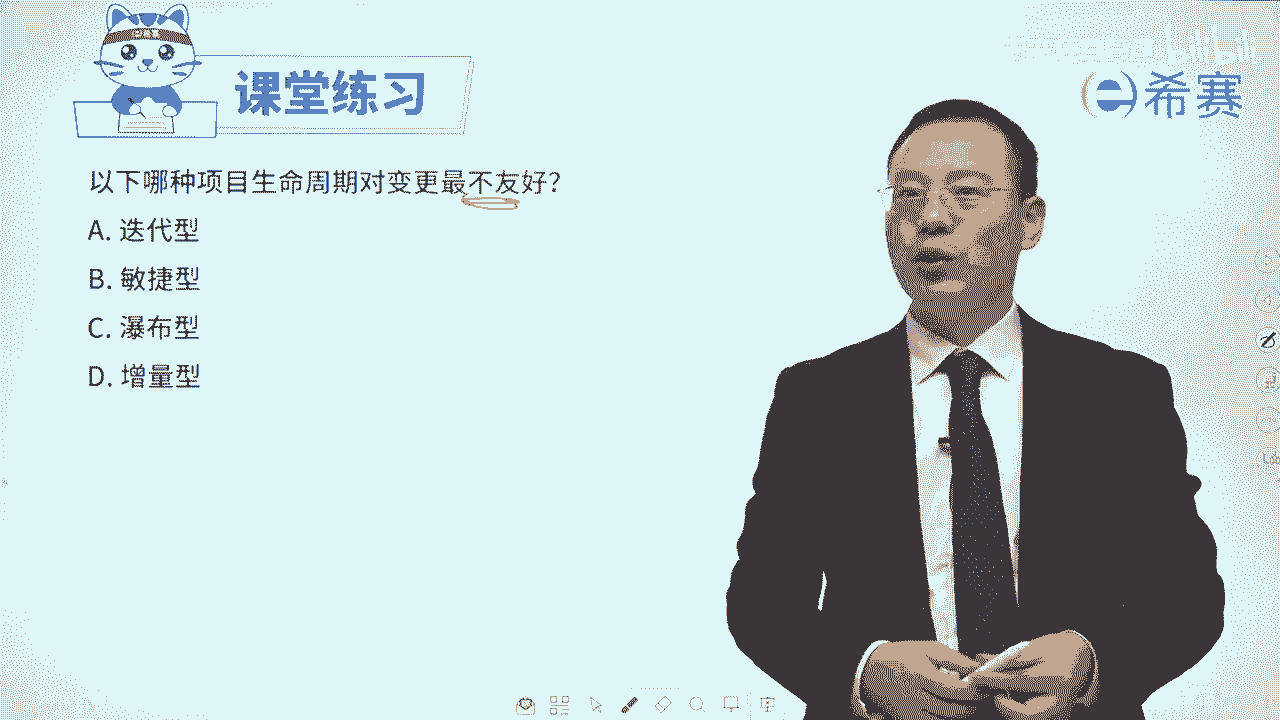 课堂练习
希赛
以下哪种项目生命周期对变更最不友好?
A. 迭代型
B. 敏捷型
C. 瀑布型
D. 增量型